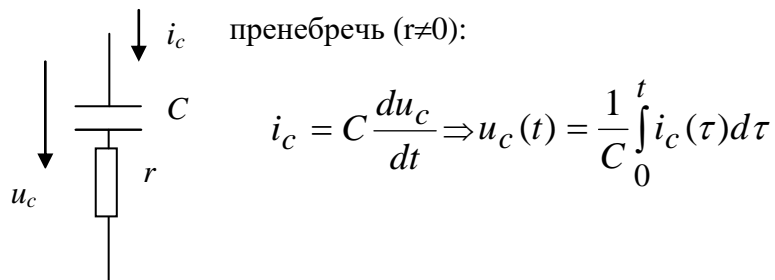 i_c пренебречь (r≠0):
C
i_c = C du_c/dt ⇒ u_c(t) = 1/C ∫_0^t i_c(τ)dτ
r
u_c